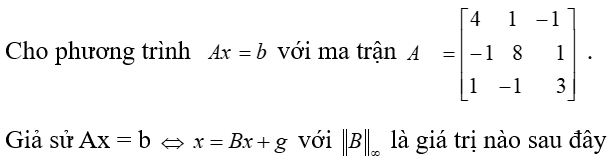 Cho phương trình Ax = b với ma trận A = [4 1 −1; −1 8 1; 1 −1 3] .
Giả sử Ax = b ⇔ x = Bx + g với ‖B‖∞ là giá trị nào sau đây